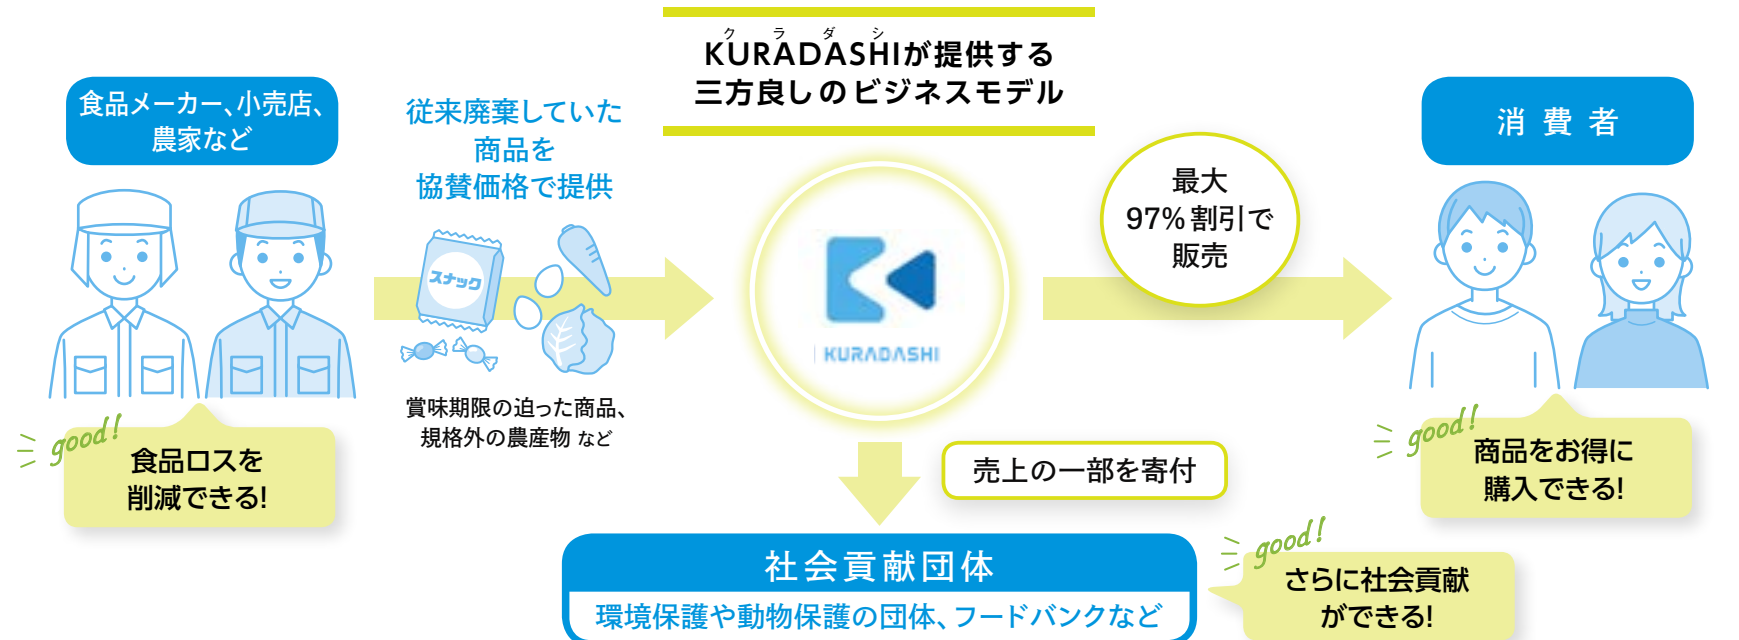 クラダシ
KURADASHIが提供する
三方良しのビジネスモデル
食品メーカー、小売店、
農家など
従来廃棄していた
商品を
協賛価格で提供
スナック
賞味期限の迫った商品、
規格外の農産物 など
good!
食品ロスを
削減できる!
KURADASHI
最大
97%割引で
販売
消費者
good!
商品をお得に
購入できる!
売上の一部を寄付
社会貢献団体
環境保護や動物保護の団体、フードバンクなど
good!
さらに社会貢献
ができる!